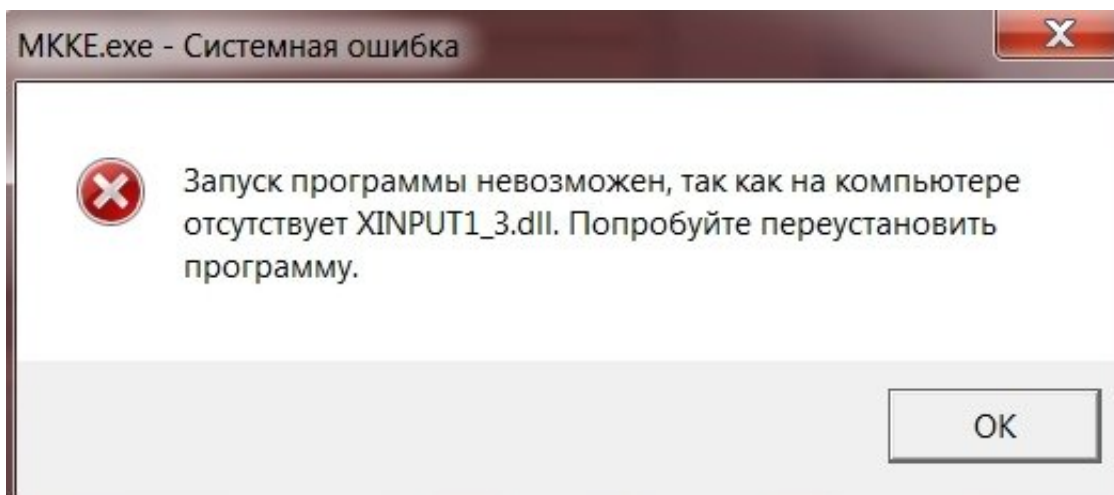 MKKE.exe - Системная ошибка
Запуск программы невозможен, так как на компьютере
отсутствует XINPUT1_3.dll. Попробуйте переустановить
программу.
OK